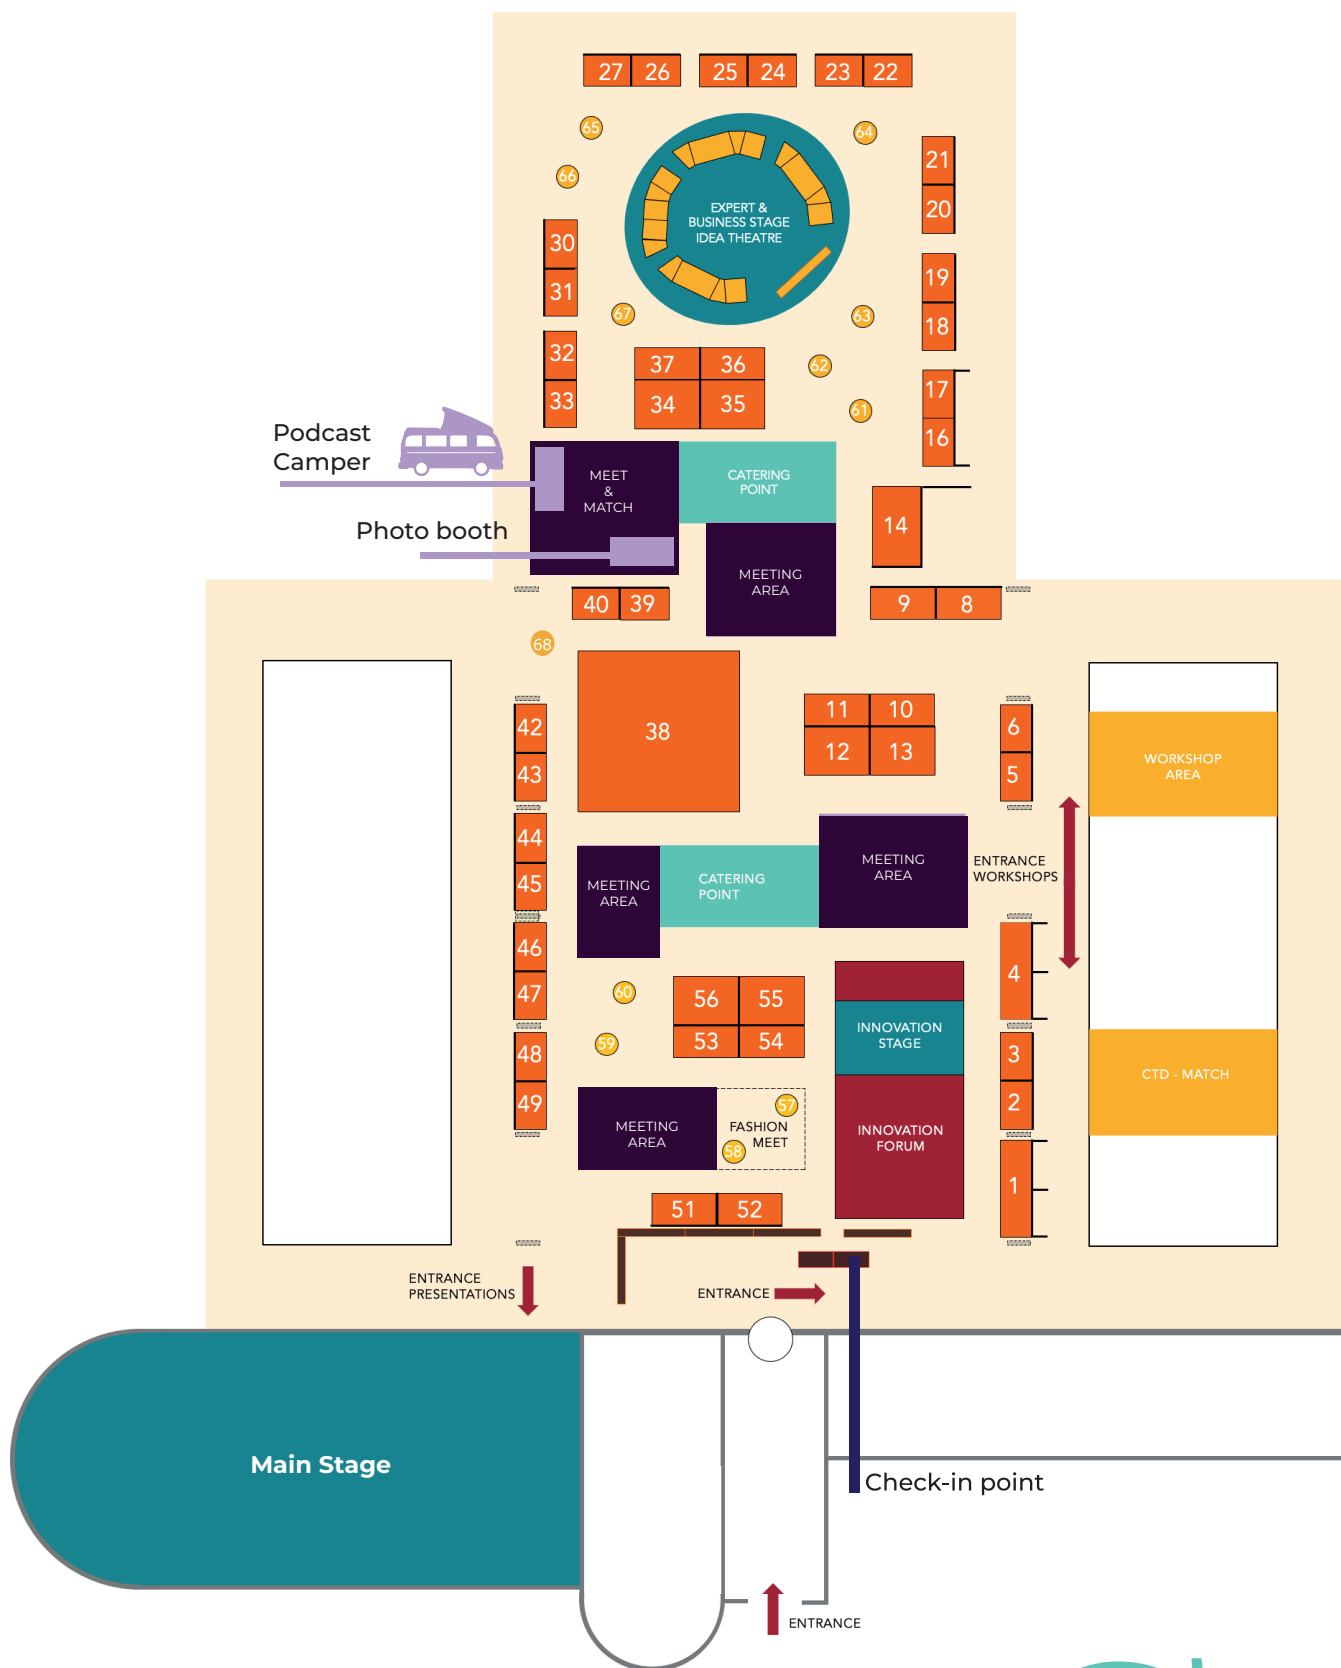 27 26 25 24 23 22
65
64
66
21
20
EXPERT &
BUSINESS STAGE
IDEA THEATRE
30
31
19
18
67
63
32
33
37 36
34 35
62
61
17
16
Podcast
Camper
MEET
&
MATCH
CATERING
POINT
14
Photo booth
MEETING
AREA
40 39
9 8
68
38
42
43
11 10
12 13
6
5
WORKSHOP
AREA
44
45
MEETING
AREA
CATERING
POINT
MEETING
AREA
ENTRANCE
WORKSHOPS
46
47
60
56 55
53 54
59
4
INNOVATION
STAGE
48
49
3
2
CTD - MATCH
MEETING
AREA
57
FASHION
MEET
58
INNOVATION
FORUM
1
51 52
ENTRANCE
PRESENTATIONS
ENTRANCE
Main Stage
Check-in point
ENTRANCE